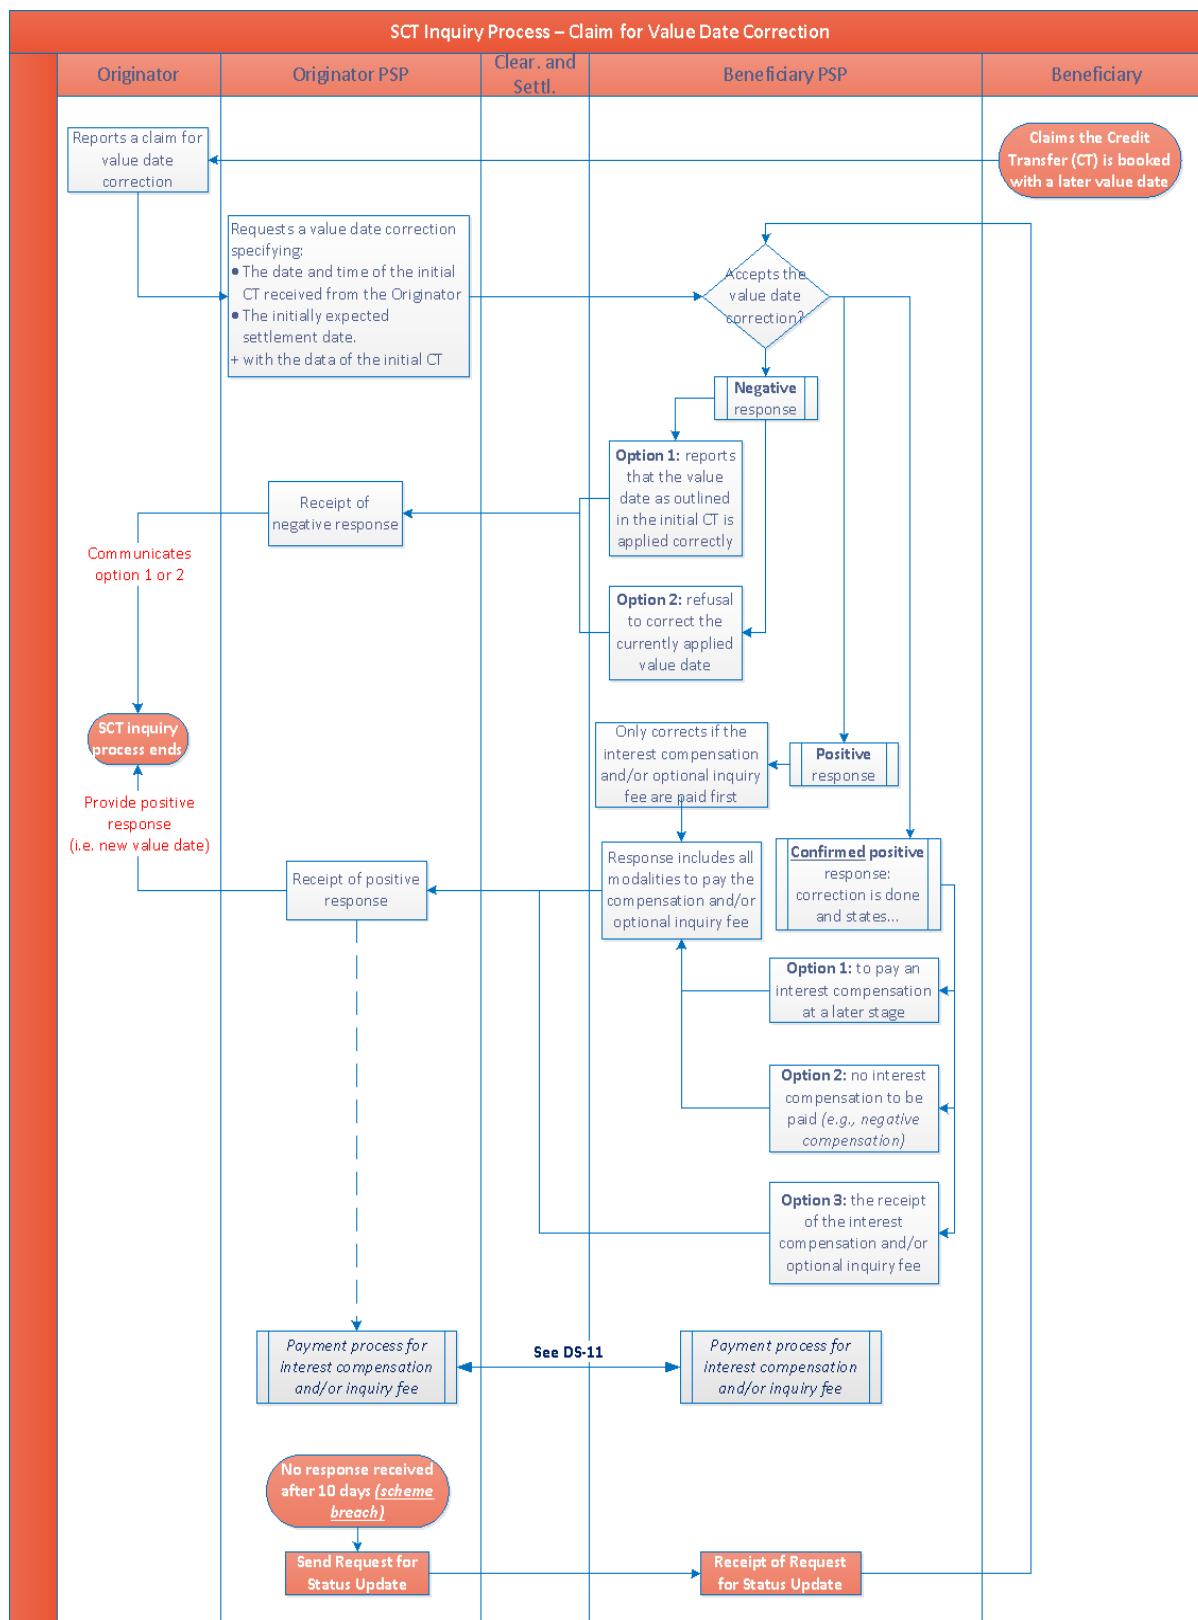 SCT Inquiry Process – Claim for Value Date Correction
Originator
Originator PSP
Clear. and
Settl.
Beneficiary PSP
Beneficiary
Reports a claim for
value date
correction
Claims the Credit
Transfer (CT) is booked
with a later value date
Requests a value date correction
specifying:
• The date and time of the initial
CT received from the Originator
• The initially expected
settlement date.
+ with the data of the initial CT
Accepts the
value date
correction?
Negative
response
Option 1: reports
that the value
date as outlined
in the initial CT is
applied correctly
Receipt of
negative response
Communicates
option 1 or 2
Option 2: refusal
to correct the
currently applied
value date
SCT inquiry
process ends
Only corrects if the
interest compensation
and/or optional inquiry
fee are paid first
Positive
response
Provide positive
response
(i.e. new value date)
Receipt of positive
response
Response includes all
modalities to pay the
compensation and/or
optional inquiry fee
Confirmed positive
response:
correction is done
and states...
Option 1: to pay an
interest compensation
at a later stage
Option 2: no interest
compensation to be
paid (e.g., negative
compensation)
Option 3: the receipt
of the interest
compensation and/or
optional inquiry fee
Payment process for
interest compensation
and/or inquiry fee
See DS-11
Payment process for
interest compensation
and/or inquiry fee
No response received
after 10 days (scheme
breach)
Send Request for
Status Update
Receipt of Request
for Status Update